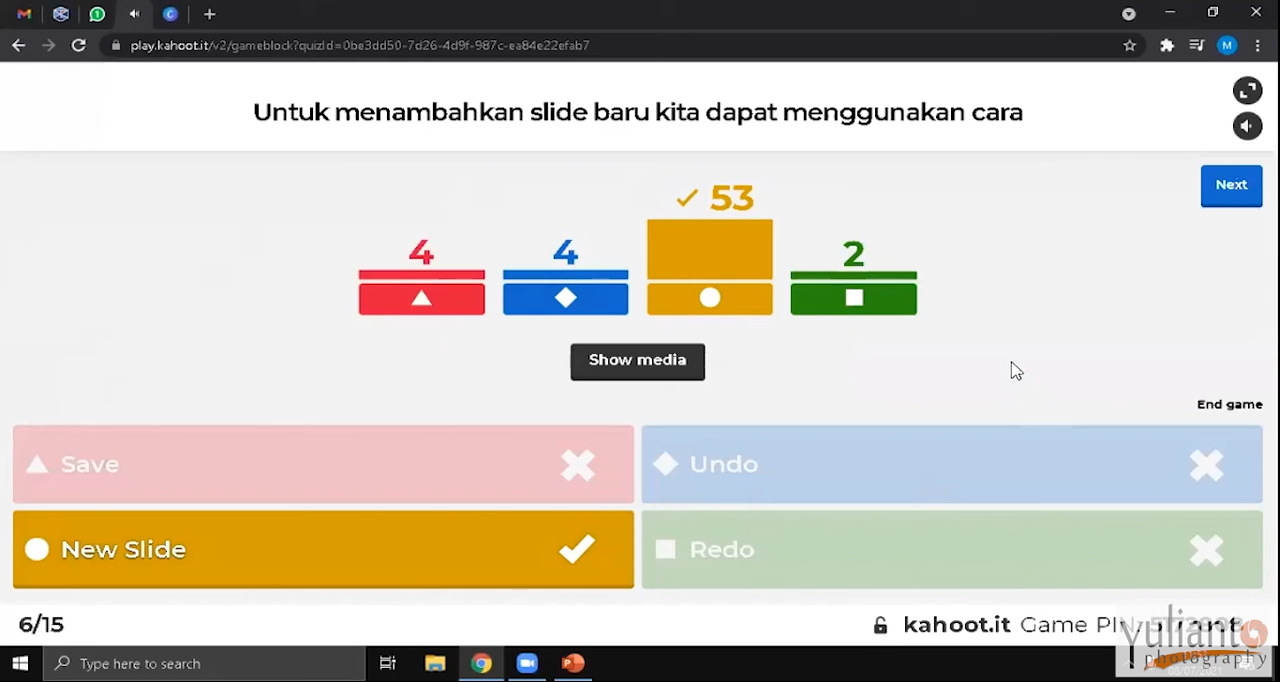 play.kahoot.it/v2/gameblock?quizId=0be3dd50-7d26-4d9f-987c-ea84e22efab7
M
Untuk menambahkan slide baru kita dapat menggunakan cara
Next
4
4
53
2
Show media
End game
Save
Undo
New Slide
Redo
6/15
kahoot.it Game PIN:
yulianto
photography
Type here to search